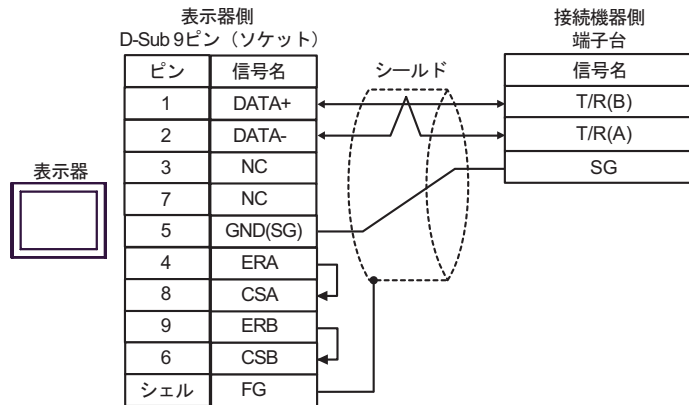 表示器側
D-Sub 9ピン（ソケット）
接続機器側
端子台
ピン 信号名
シールド
信号名
1 DATA+
T/R(B)
2 DATA-
T/R(A)
3 NC
SG
表示器
7 NC
5 GND(SG)
4 ERA
8 CSA
9 ERB
6 CSB
シェル FG